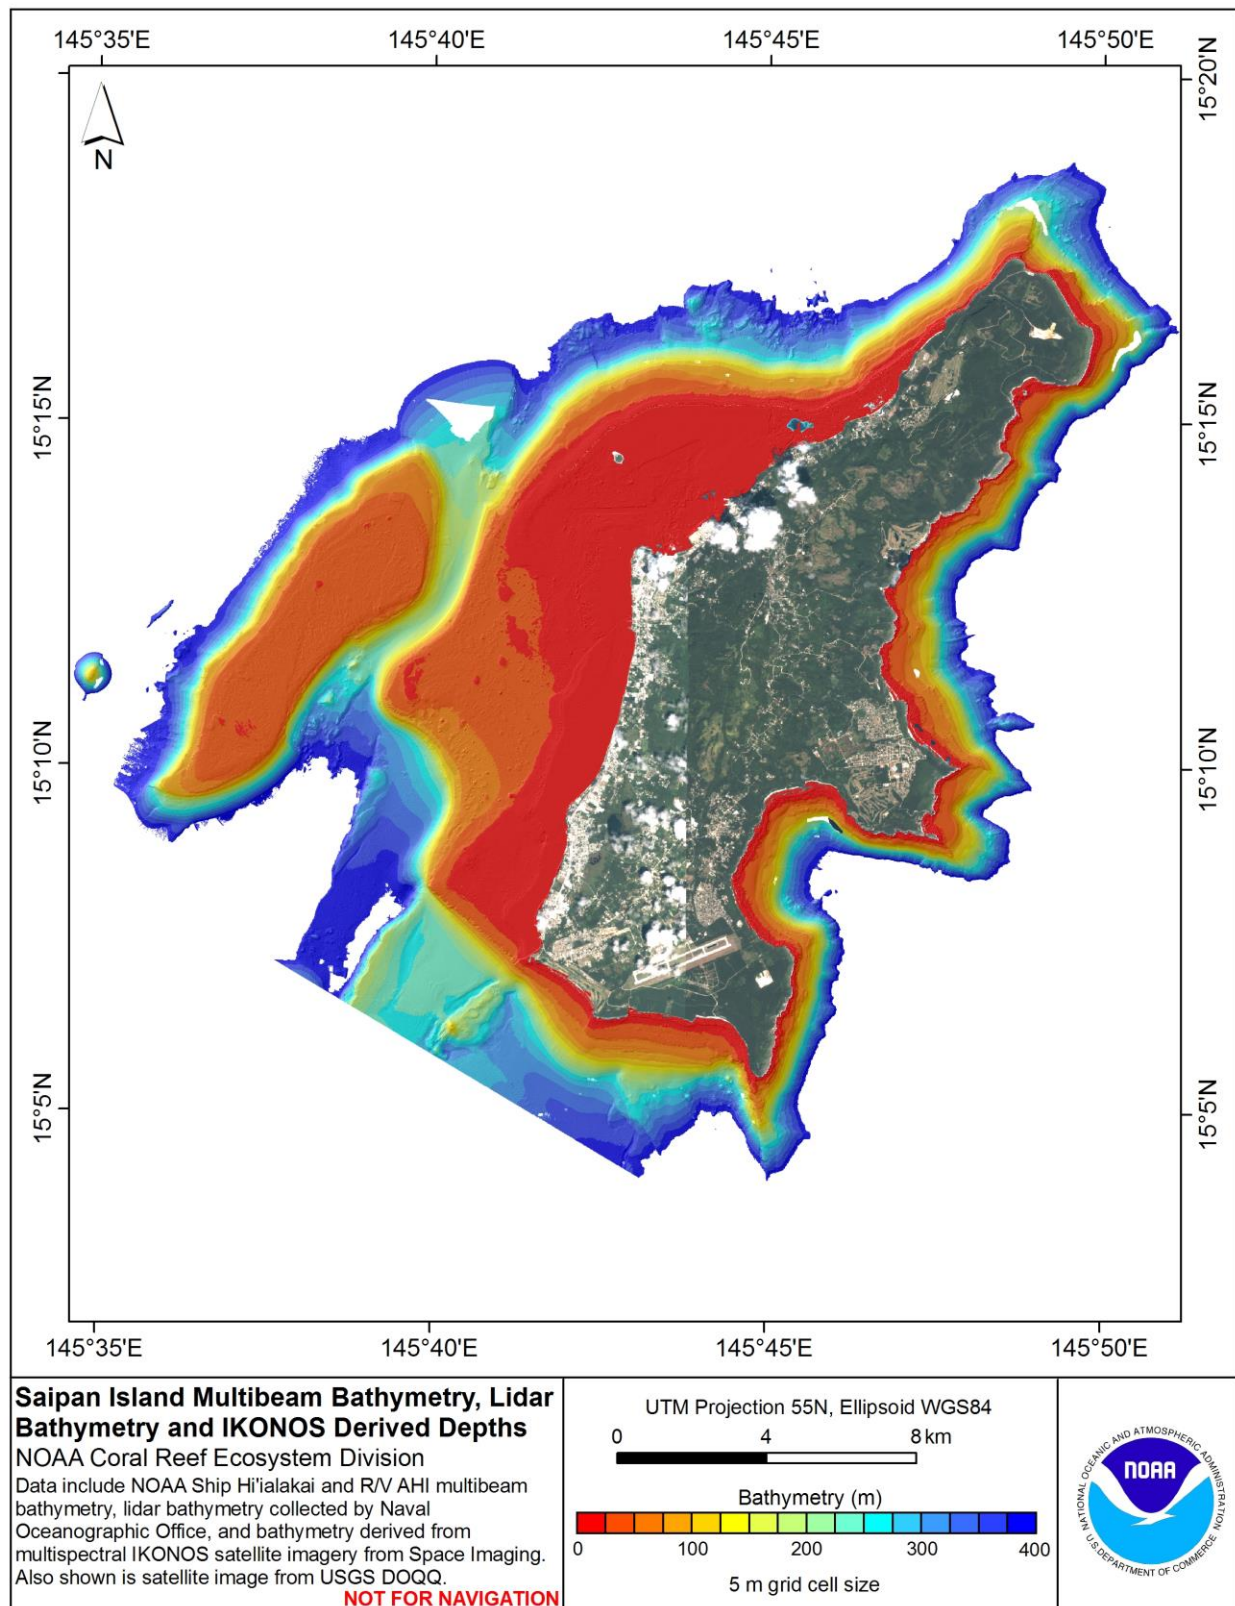 145°35'E 145°40'E 145°45'E 145°50'E
15°20'N
N
15°15'N 15°15'N
15°10'N 15°10'N
15°5'N 15°5'N
145°35'E 145°40'E 145°45'E 145°50'E
Saipan Island Multibeam Bathymetry, Lidar
Bathymetry and IKONOS Derived Depths
NOAA Coral Reef Ecosystem Division
Data include NOAA Ship Hi'ialakai and R/V AHI multibeam
bathymetry, lidar bathymetry collected by Naval
Oceanographic Office, and bathymetry derived from
multispectral IKONOS satellite imagery from Space Imaging.
Also shown is satellite image from USGS DOQQ.
NOT FOR NAVIGATION
UTM Projection 55N, Ellipsoid WGS84
0 4 8 km
Bathymetry (m)
0 100 200 300 400
5 m grid cell size
NATIONAL OCEANIC AND ATMOSPHERIC ADMINISTRATION
NOAA
U.S. DEPARTMENT OF COMMERCE